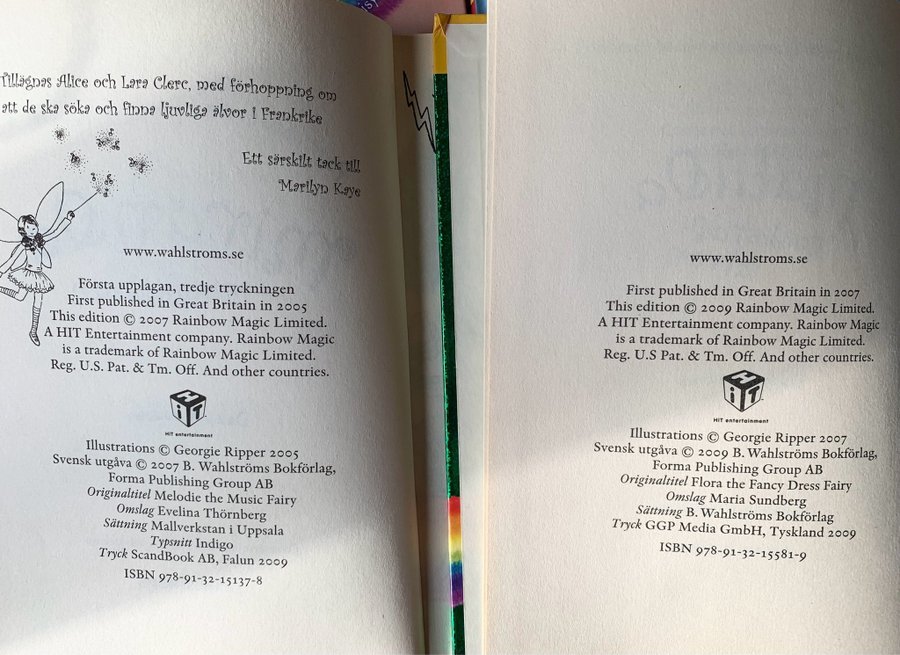 Tillägnas Alice och Lara Clerc, med förhoppning om
att de ska söka och finna ljuvliga älvor i Frankrike
Ett särskilt tack till
Marilyn Kaye
www.wahlstroms.se
Första upplagan, tredje tryckningen
First published in Great Britain in 2005
This edition © 2007 Rainbow Magic Limited.
A HIT Entertainment company. Rainbow Magic
is a trademark of Rainbow Magic Limited.
Reg. U.S Pat. & Tm. Off. And other countries.
HiT
HiT entertainment
Illustrations © Georgie Ripper 2005
Svensk utgåva © 2007 B. Wahlströms Bokförlag,
Forma Publishing Group AB
Originaltitel Melodie the Music Fairy
Omslag Evelina Thörnberg
Sättning Mallverkstan i Uppsala
Typsnitt Indigo
Tryck ScandBook AB, Falun 2009
ISBN 978-91-32-15137-8
www.wahlstroms.se
First published in Great Britain in 2007
This edition © 2009 Rainbow Magic Limited.
A HIT Entertainment company. Rainbow Magic
is a trademark of Rainbow Magic Limited.
Reg. U.S Pat. & Tm. Off. And other countries.
HiT
HiT entertainment
Illustrations © Georgie Ripper 2007
Svensk utgåva © 2009 B. Wahlströms Bokförlag,
Forma Publishing Group AB
Originaltitel Flora the Fancy Dress Fairy
Omslag Maria Sundberg
Sättning B. Wahlströms Bokförlag
Tryck GGP Media GmbH, Tyskland 2009
ISBN 978-91-32-15581-9